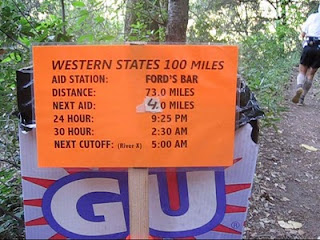 WESTERN STATES 100 MILES
AID STATION: FORD'S BAR
DISTANCE: 73.0 MILES
NEXT AID: 4.0 MILES
24 HOUR: 9:25 PM
30 HOUR: 2:30 AM
NEXT CUTOFF: (River X) 5:00 AM
GU